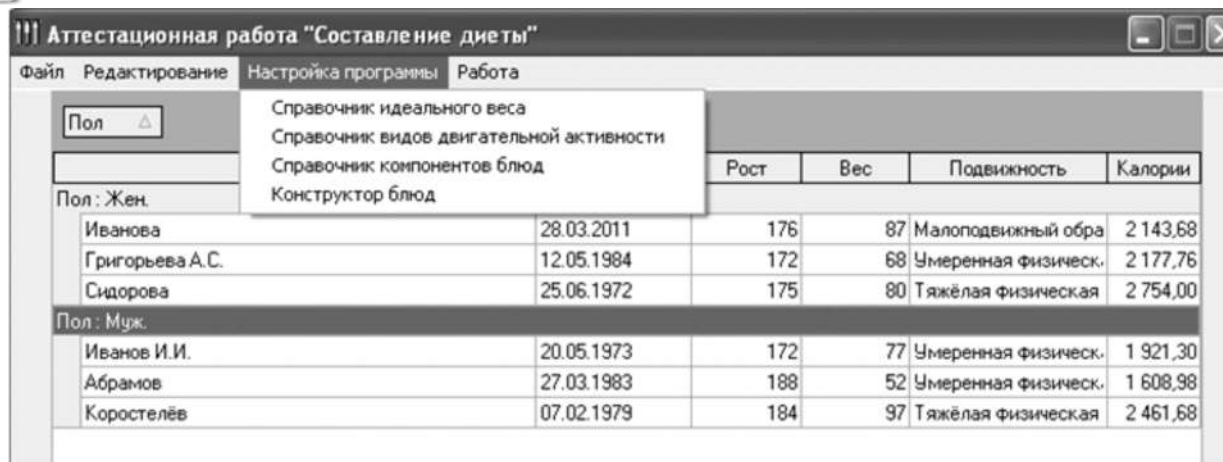 Аттестационная работа "Составление диеты"
Файл Редактирование Настройка программы Работа
Справочник идеального веса
Справочник видов двигательной активности
Справочник компонентов блюд
Конструктор блюд
Пол
Рост Вес Подвижность Калории
Пол : Жен.
Иванова 28.03.2011 176 87 Малоподвижный обра 2 143,68
Григорьева А.С. 12.05.1984 172 68 Умеренная физическ 2 177,76
Сидорова 25.06.1972 175 80 Тяжёлая физическая 2 754,00
Пол : Муж.
Иванов И.И. 20.05.1973 172 77 Умеренная физическ 1 921,30
Абрамов 27.03.1983 188 52 Умеренная физическ 1 608,98
Коростелёв 07.02.1979 184 97 Тяжёлая физическая 2 461,68